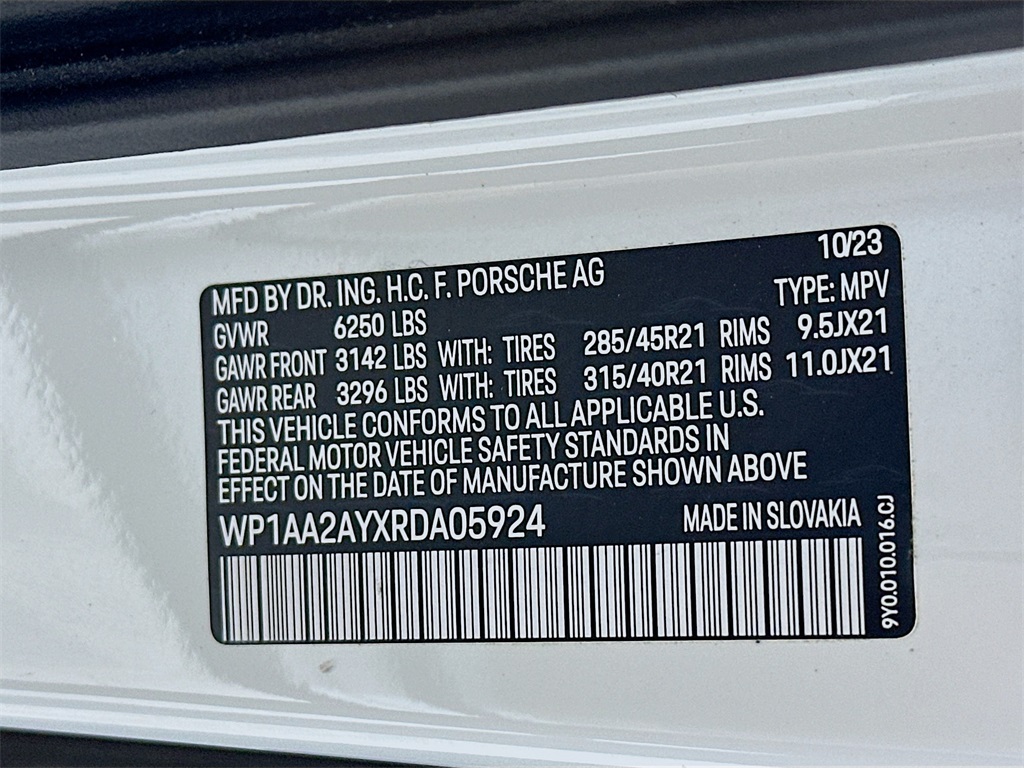 10/23
MFD BY DR. ING. H.C. F. PORSCHE AG
TYPE: MPV
GVWR 6250 LBS
GAWR FRONT 3142 LBS WITH: TIRES 285/45R21 RIMS 9.5JX21
GAWR REAR 3296 LBS WITH: TIRES 315/40R21 RIMS 11.0JX21
THIS VEHICLE CONFORMS TO ALL APPLICABLE U.S.
FEDERAL MOTOR VEHICLE SAFETY STANDARDS IN
EFFECT ON THE DATE OF MANUFACTURE SHOWN ABOVE
WP1AA2AYXRDA05924 MADE IN SLOVAKIA
9Y0.010.016.CJ